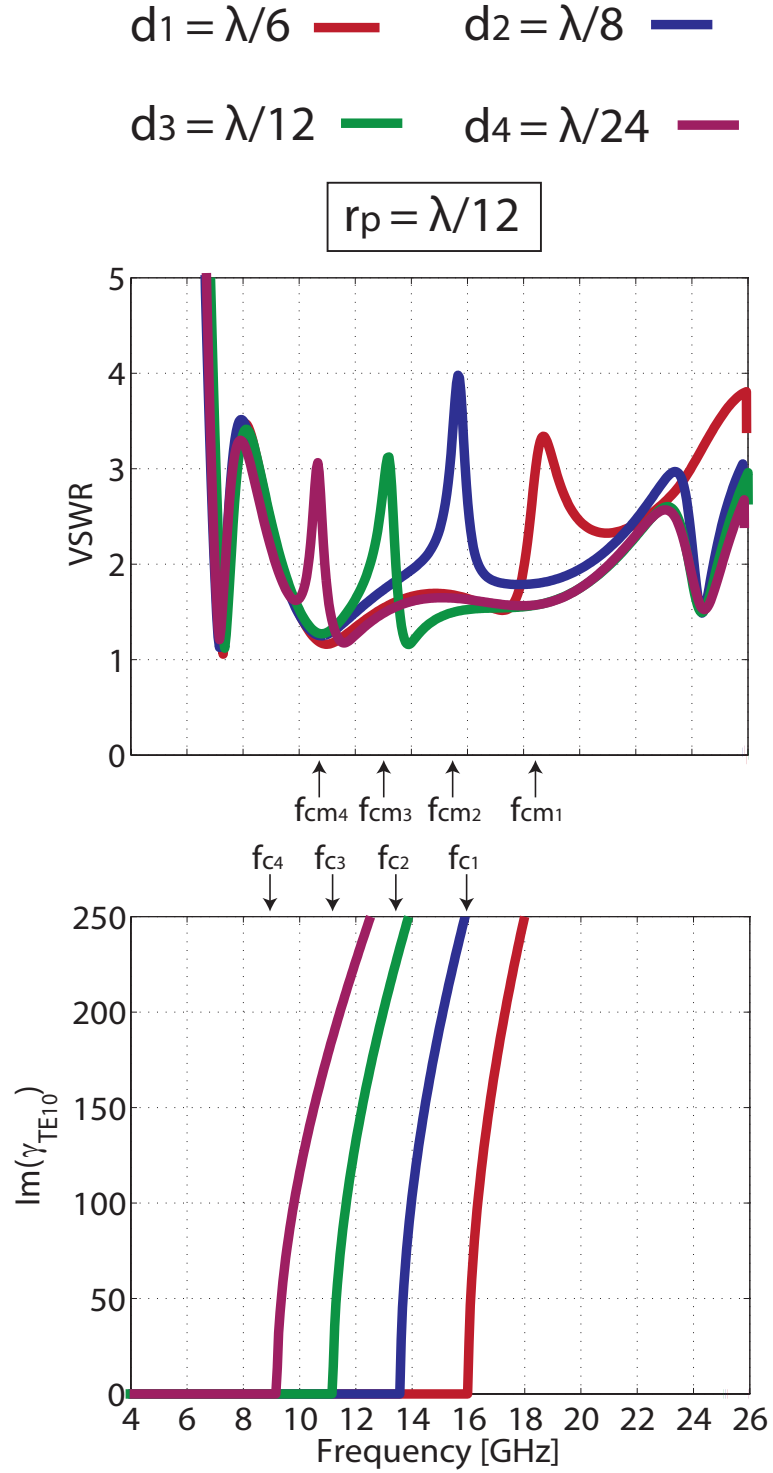 d1 = λ/6 d2 = λ/8
d3 = λ/12 d4 = λ/24
rp = λ/12
5
4
3
2
1
0
VSWR
fcm4 fcm3 fcm2 fcm1
fc4 fc3 fc2 fc1
250
200
150
100
50
0
Im(γTE10)
4 6 8 10 12 14 16 18 20 22 24 26
Frequency [GHz]